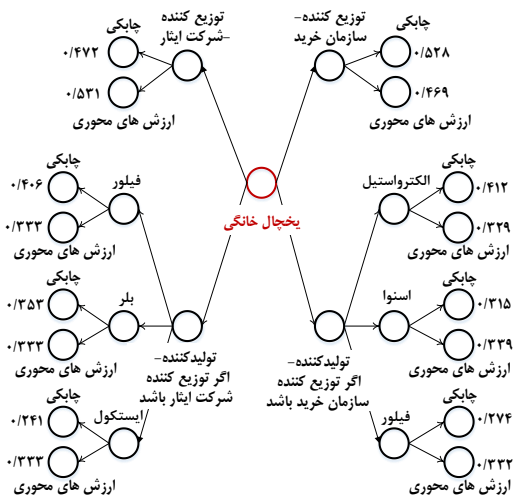 چابکی
توزیع کننده-
سازمان خرید
۰/۵۲۸
۰/۴۶۹
ارزش های محوری
توزیع کننده
-شرکت ایثار
چابکی
۰/۴۷۲
۰/۵۳۱
ارزش های محوری
یخچال خانگی
چابکی
الکترواستیل
۰/۴۱۲
۰/۳۲۹
ارزش های محوری
چابکی
اسنوا
۰/۳۱۵
۰/۳۳۹
ارزش های محوری
تولیدکننده-
اگر توزیع کننده
سازمان خرید باشد
چابکی
فیلور
۰/۲۷۴
۰/۳۳۲
ارزش های محوری
چابکی
فیلور
۰/۴۰۶
۰/۳۳۳
ارزش های محوری
چابکی
بلر
۰/۳۵۳
۰/۳۳۳
ارزش های محوری
تولیدکننده-
اگر توزیع کننده
شرکت ایثار باشد
چابکی
ایستکول
۰/۲۴۱
۰/۳۳۳
ارزش های محوری